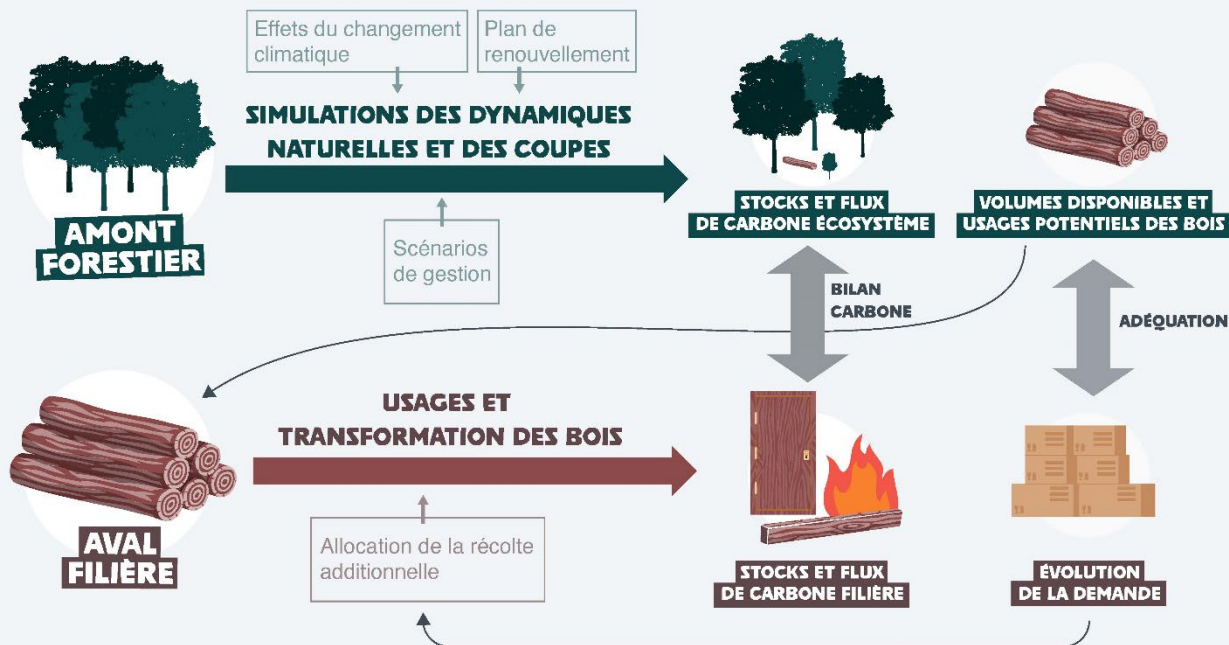 Effets du changement
climatique
Plan de
renouvellement
SIMULATIONS DES DYNAMIQUES
NATURELLES ET DES COUPES
Scénarios
de gestion
AMONT
FORESTIER
STOCKS ET FLUX
DE CARBONE ÉCOSYSTÈME
VOLUMES DISPONIBLES ET
USAGES POTENTIELS DES BOIS
BILAN
CARBONE
ADÉQUATION
USAGES ET
TRANSFORMATION DES BOIS
Allocation de la récolte
additionnelle
AVAL
FILIÈRE
STOCKS ET FLUX
DE CARBONE FILIÈRE
ÉVOLUTION
DE LA DEMANDE